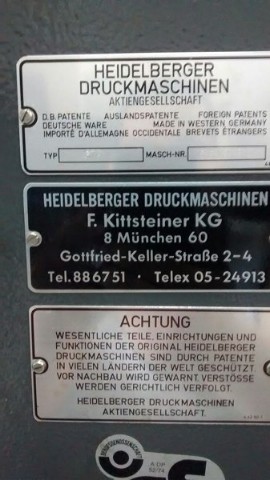 HEIDELBERGER
DRUCKMASCHINEN
AKTIENGESELLSCHAFT
D.B. PATENTE AUSLANDSPATENTE FOREIGN PATENTS
DEUTSCHE WARE MADE IN WESTERN GERMANY
IMPORTÉ D'ALLEMAGNE OCCIDENTALE BREVETS ÉTRANGERS
TYP MASCH-NR.
HEIDELBERGER DRUCKMASCHINEN
F. Kittsteiner KG
8 München 60
Gottfried-Keller-Straße 2-4
Tel. 886751 · Telex 05-24913
ACHTUNG
WESENTLICHE TEILE, EINRICHTUNGEN UND
FUNKTIONEN DER ORIGINAL HEIDELBERGER
DRUCKMASCHINEN SIND DURCH PATENTE
IN VIELEN LÄNDERN DER WELT GESCHÜTZT.
VOR NACHBAU WIRD GEWARNT. VERSTÖSSE
WERDEN GERICHTLICH VERFOLGT.
HEIDELBERGER DRUCKMASCHINEN
AKTIENGESELLSCHAFT.